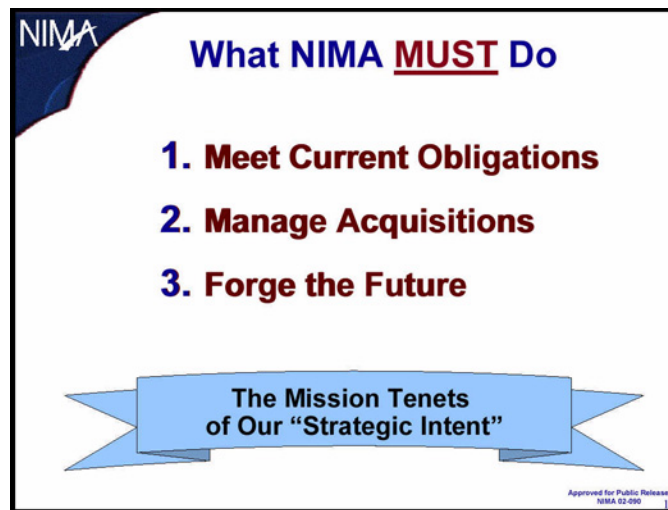 NIMA
What NIMA MUST Do
1. Meet Current Obligations
2. Manage Acquisitions
3. Forge the Future
The Mission Tenets
of Our “Strategic Intent”
Approved for Public Release
NIMA 02-090 1